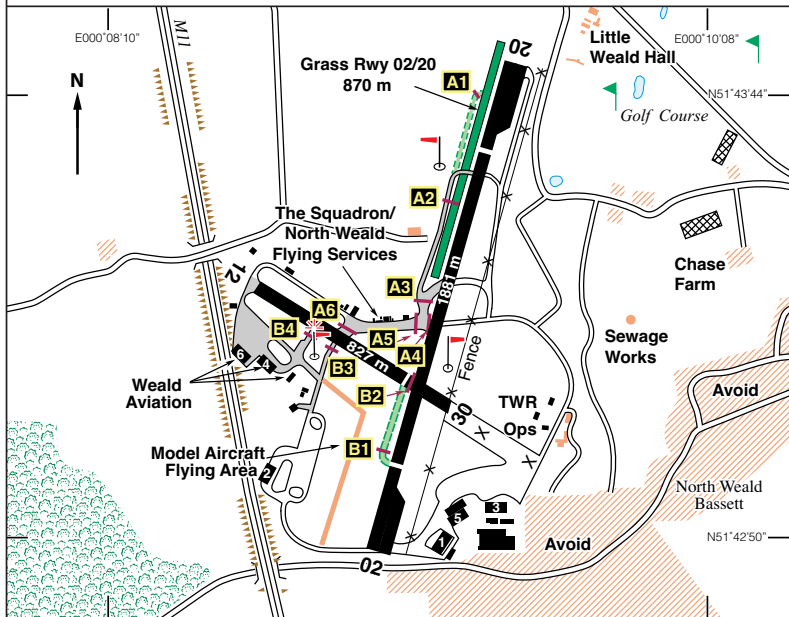 E000°08'10"
M11
E000°10'08"
20
Little
Weald Hall
Grass Rwy 02/20
870 m
N
A1
N51°43'44"
Golf Course
A2
The Squadron/
North Weald
Flying Services
12
A3
1881 m
Chase
Farm
A6
B4
A5
A4
Sewage
Works
6
4
827 m
B3
Fence
Weald
Aviation
B2
30
TWR
Ops
Avoid
B1
Model Aircraft
Flying Area
2
North Weald
Bassett
3
5
1
Avoid
N51°42'50"
02